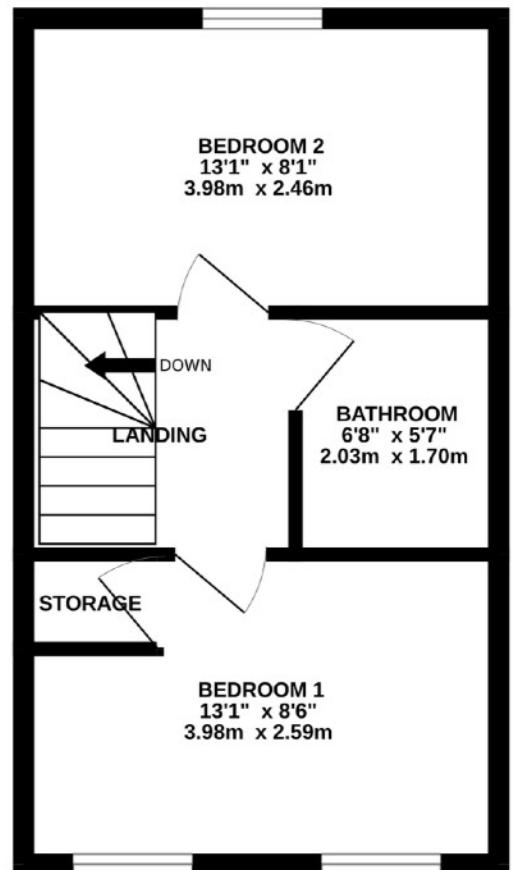 BEDROOM 2
13'1" x 8'1"
3.98m x 2.46m
DOWN
LANDING
BATHROOM
6'8" x 5'7"
2.03m x 1.70m
STORAGE
BEDROOM 1
13'1" x 8'6"
3.98m x 2.59m